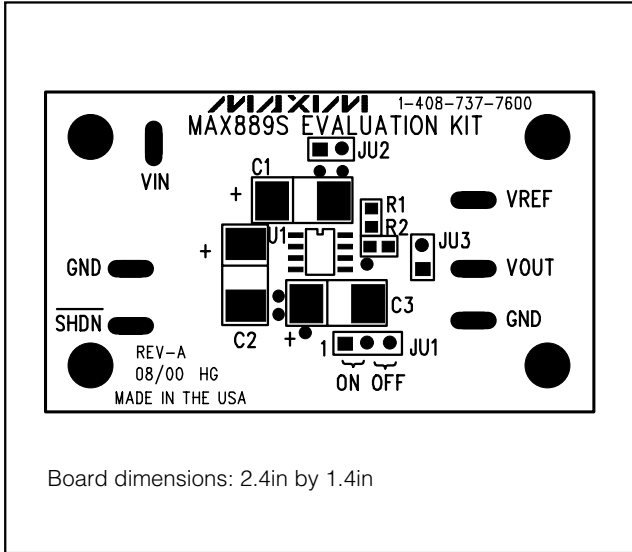 MAXIM 1-408-737-7600
MAX889S EVALUATION KIT
JU2
C1
+
VIN
R1
VREF
R2
U1
JU3
+
GND
VOUT
SHDN
C3
GND
C2
+
1
JU1
REV-A
08/00 HG
ON OFF
MADE IN THE USA
Board dimensions: 2.4in by 1.4in